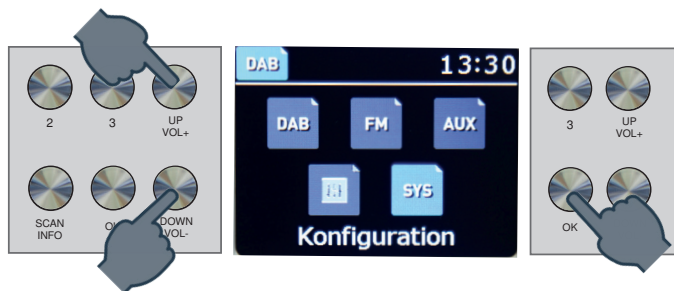 2
3
UP
VOL+
SCAN
INFO
DOWN
VOL-
DAB
13:30
DAB
FM
AUX
SYS
Konfiguration
3
UP
VOL+
OK